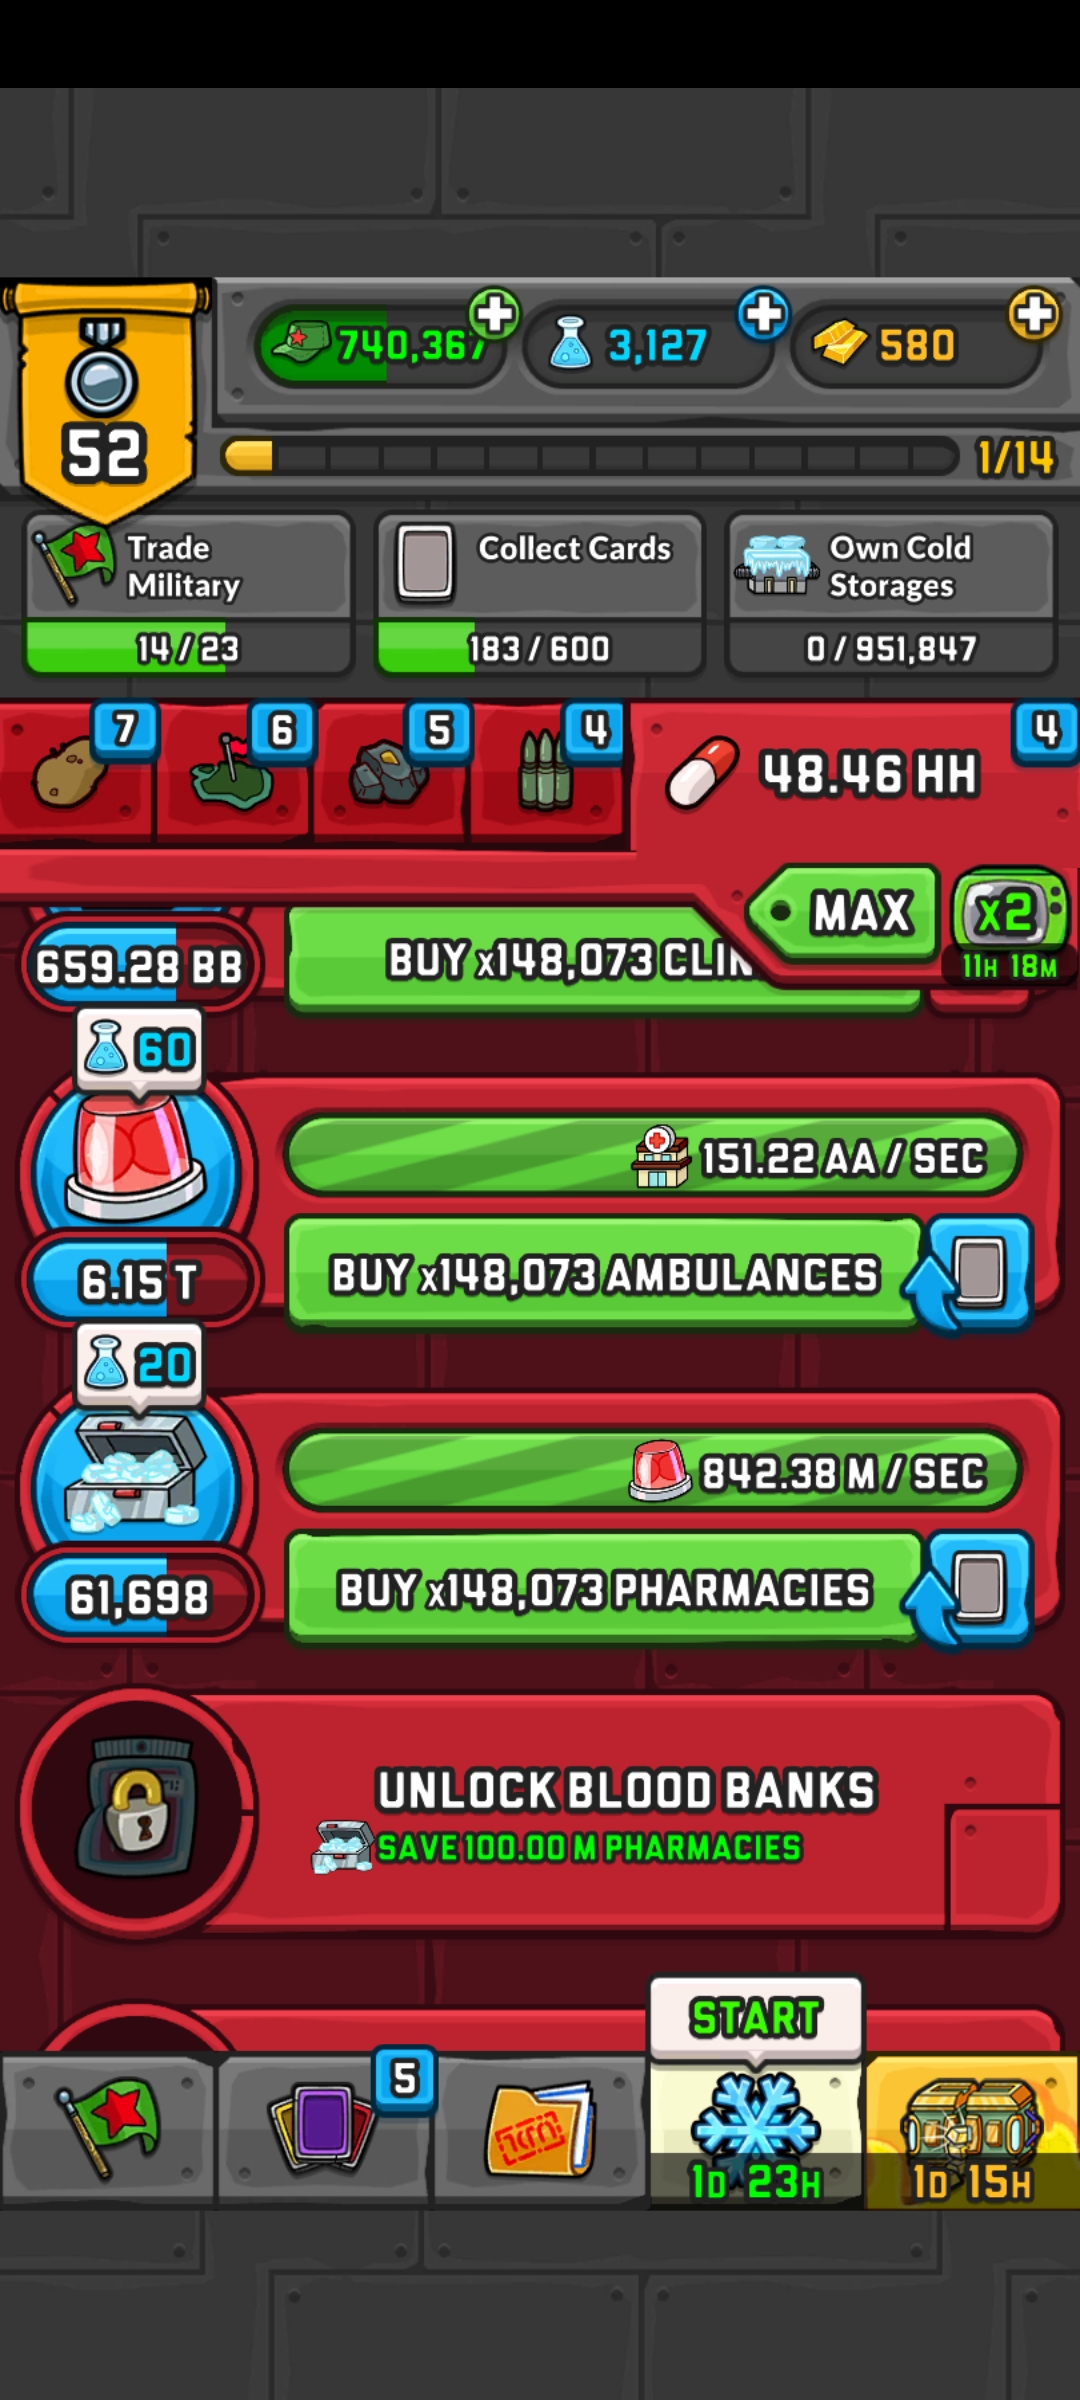 740,367
3,127
580
52
1/14
Trade
Military
14/23
Collect Cards
183/600
Own Cold
Storages
0/951,847
7
6
5
4
48.46 HH
4
MAX
x2
11H 18M
659.28 BB
BUY x148,073 CLIN
60
151.22 AA / SEC
6.15 T
BUY x148,073 AMBULANCES
20
842.38 M / SEC
61,698
BUY x148,073 PHARMACIES
UNLOCK BLOOD BANKS
SAVE 100.00 M PHARMACIES
START
5
1D 23H
1D 15H